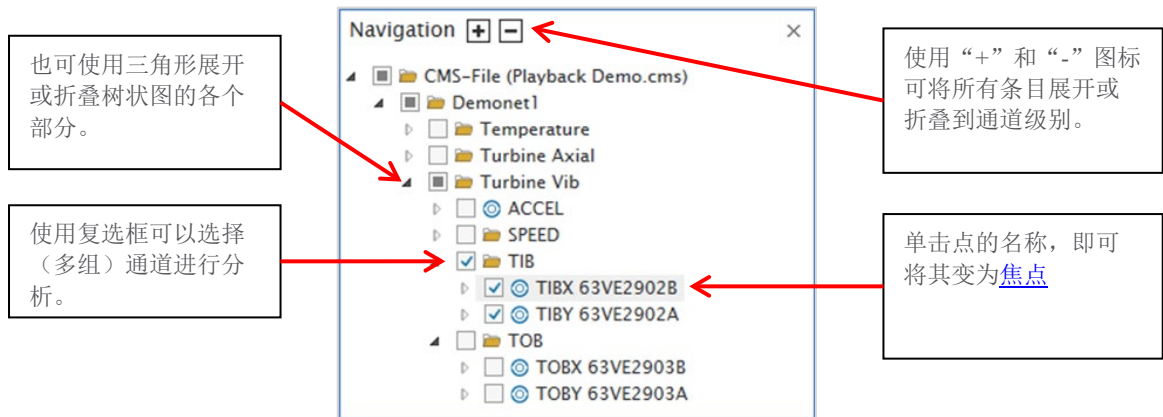 也可使用三角形展开
或折叠树状图的各个
部分。
使用复选框可以选择
（多组）通道进行分
析。
Navigation + −
CMS-File (Playback Demo.cms)
Demonet1
Temperature
Turbine Axial
Turbine Vib
ACCEL
SPEED
TIB
TIBX 63VE2902B
TIBY 63VE2902A
TOB
TOBX 63VE2903B
TOBY 63VE2903A
使用“+”和“-”图标
可将所有条目展开或
折叠到通道级别。
单击点的名称，即可
将其变为焦点